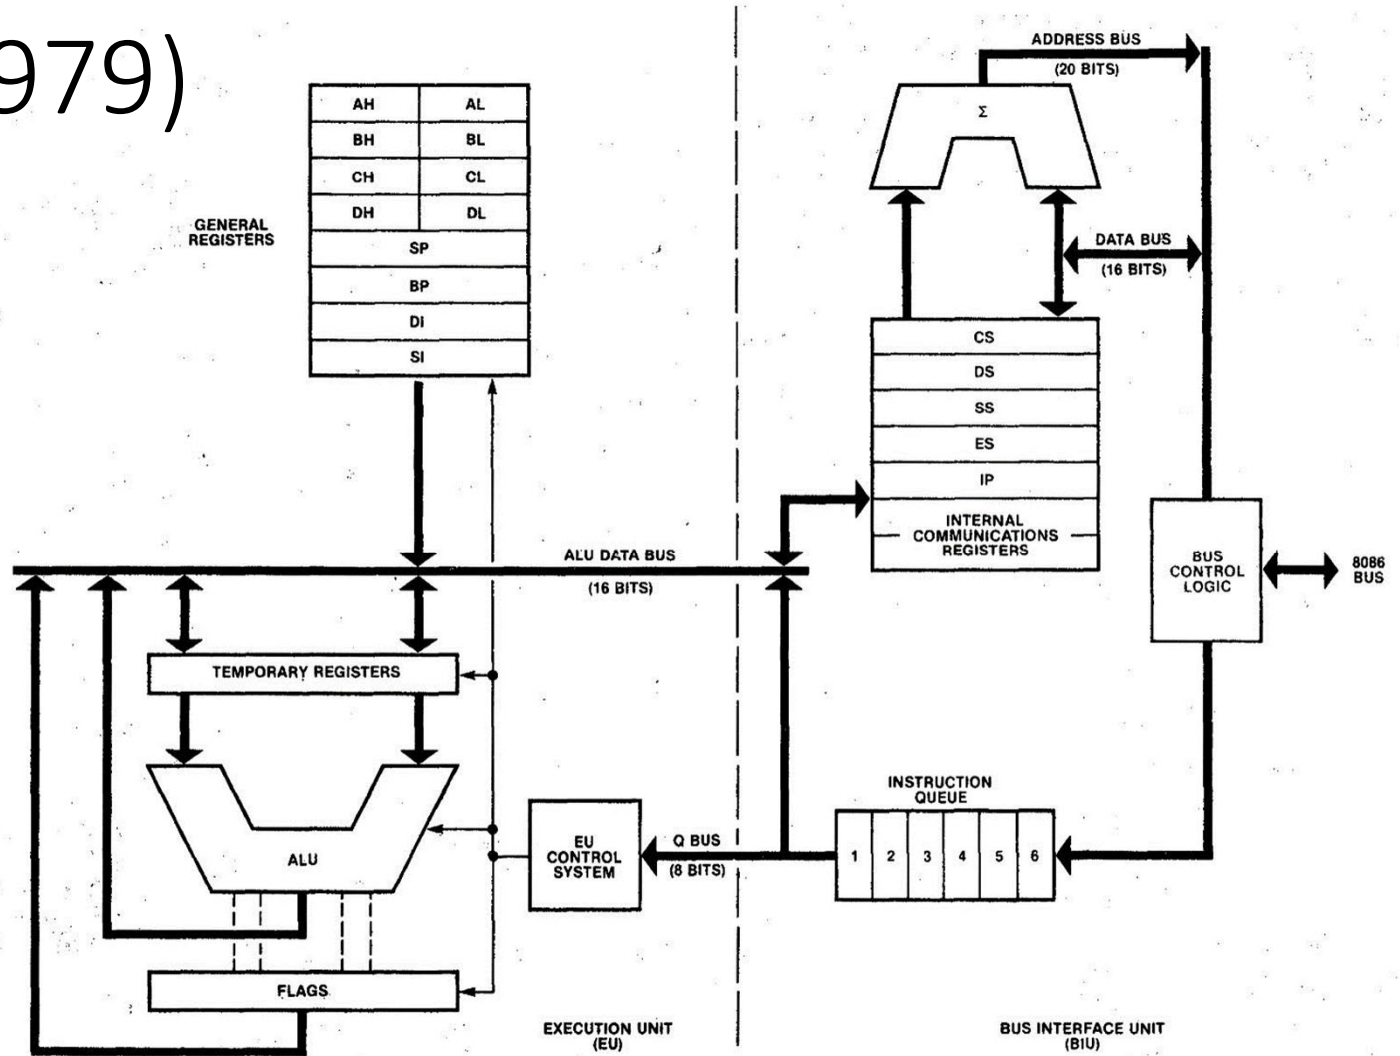 979)
AH
AL
BH
BL
CH
CL
DH
DL
SP
BP
DI
SI
GENERAL
REGISTERS
ADDRESS BUS
(20 BITS)
Σ
DATA BUS
(16 BITS)
CS
DS
SS
ES
IP
INTERNAL
COMMUNICATIONS
REGISTERS
ALU DATA BUS
(16 BITS)
BUS
CONTROL
LOGIC
8086
BUS
TEMPORARY REGISTERS
ALU
EU
CONTROL
SYSTEM
Q BUS
(8 BITS)
INSTRUCTION
QUEUE
1
2
3
4
5
6
FLAGS
EXECUTION UNIT
(EU)
BUS INTERFACE UNIT
(BIU)